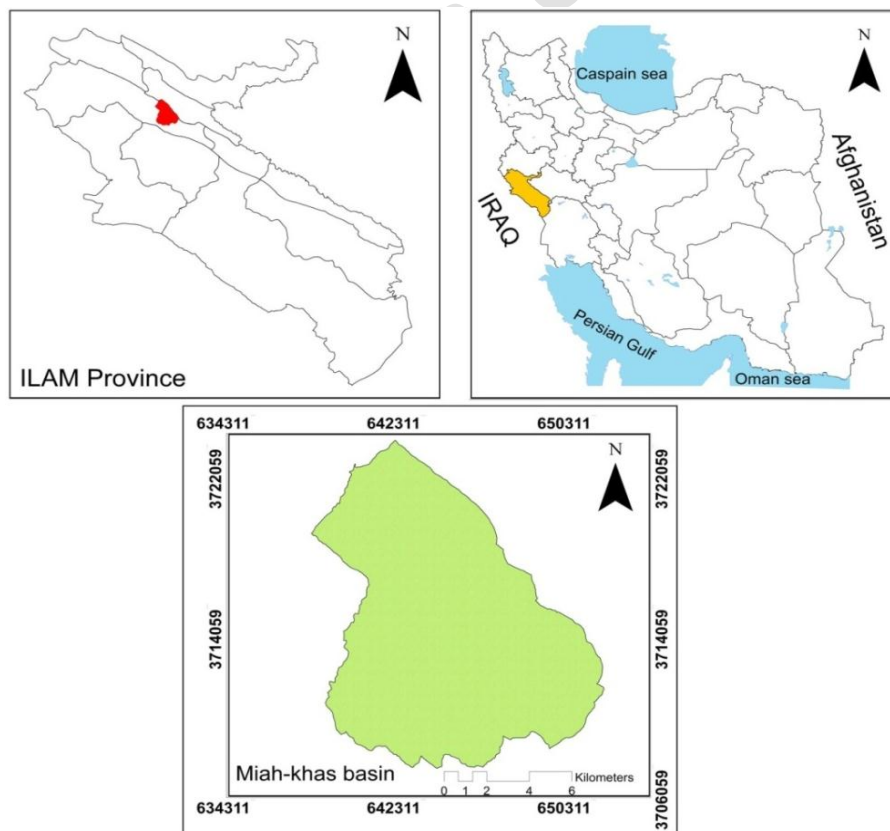 N
ILAM Province
N
Caspain sea
Afghanistan
IRAQ
Persian Gulf
Oman sea
634311 642311 650311
N
3722059 3722059
3714059 3714059
3706059
Miah-khas basin
Kilometers
0 1 2 4 6
634311 642311 650311